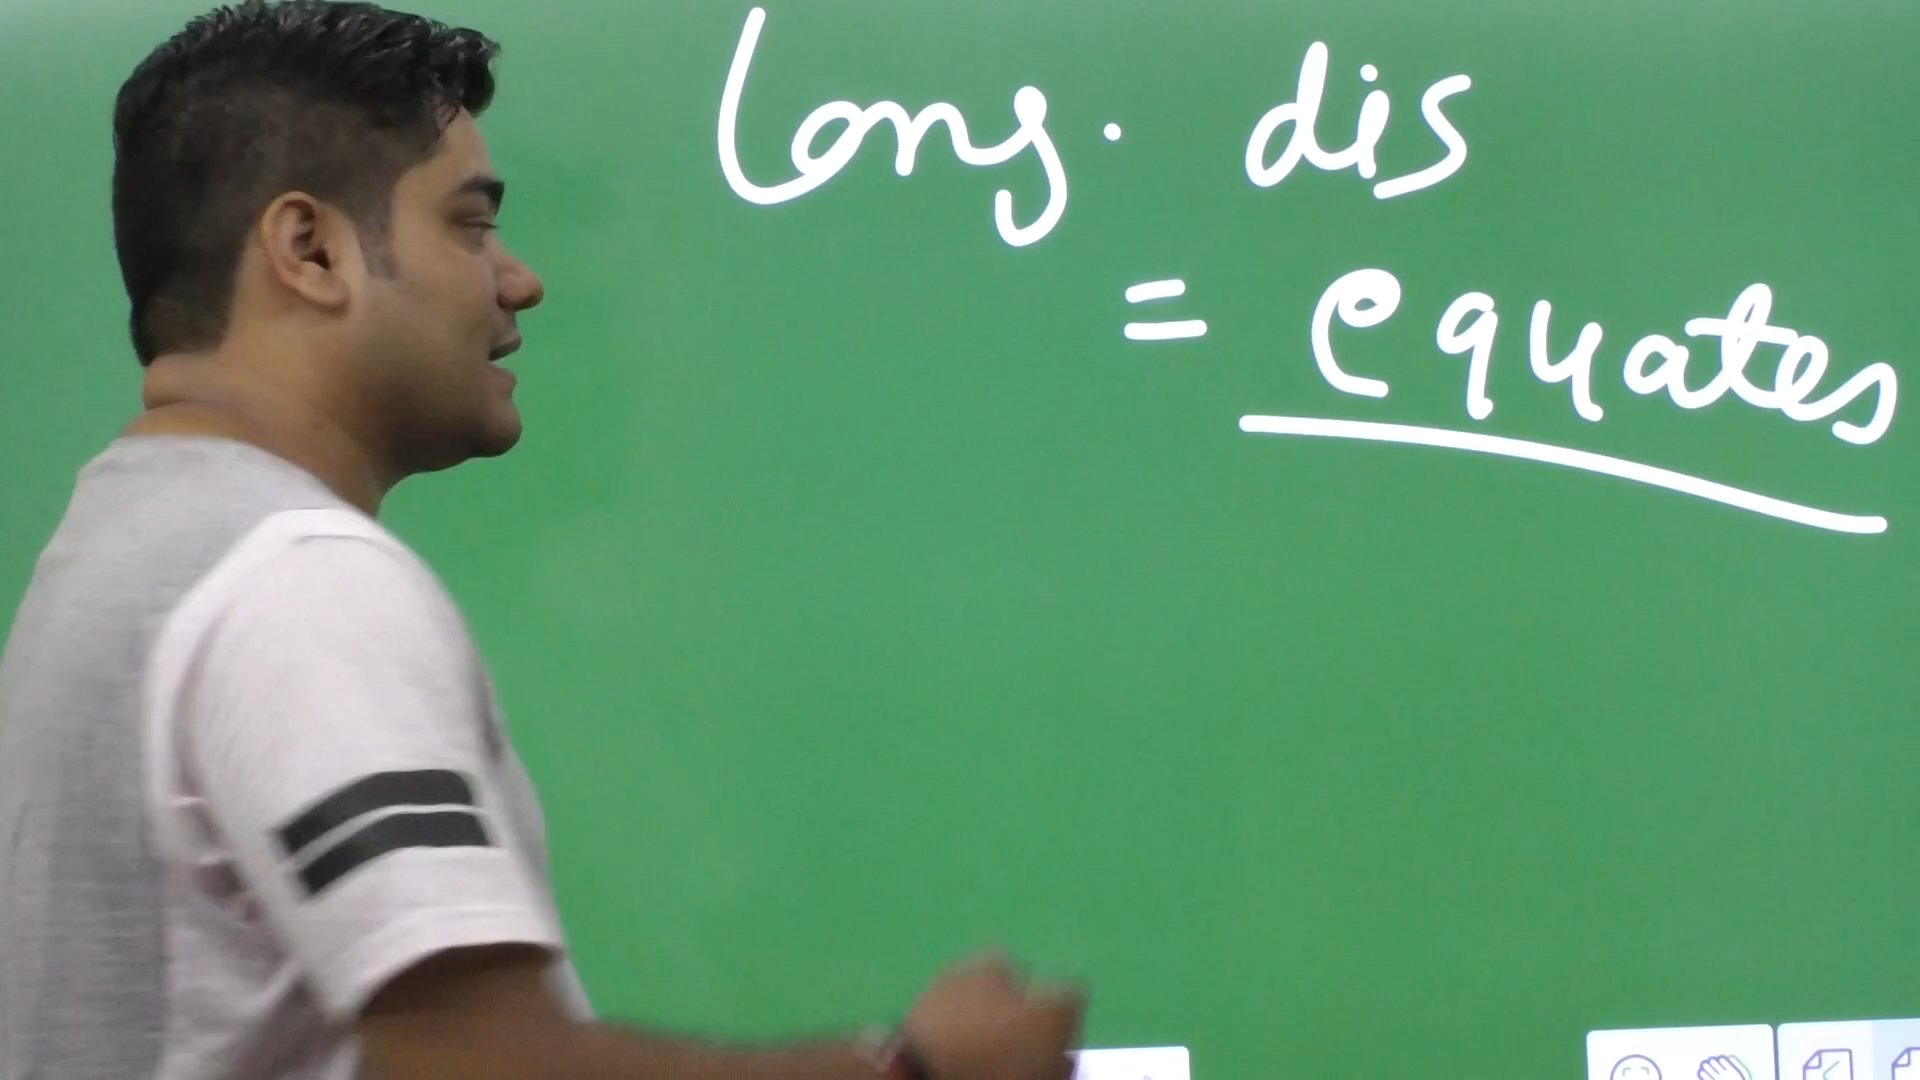 Long. dis
= equates